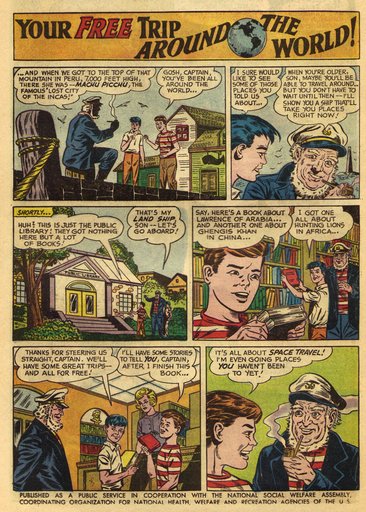 YOUR FREE TRIP
AROUND THE
WORLD!
...AND WHEN WE GOT TO THE TOP OF THAT
MOUNTAIN IN PERU, 7,000 FEET HIGH,
THERE SHE WAS--MACHU PICCHU, THE
FAMOUS "LOST CITY
OF THE INCAS!"
GOSH, CAPTAIN,
YOU'VE BEEN ALL
AROUND THE
WORLD...
I SURE WOULD
LIKE TO SEE
SOME OF THOSE
PLACES YOU
TOLD US
ABOUT...
WHEN YOU'RE OLDER,
SON, MAYBE YOU'LL BE
ABLE TO TRAVEL AROUND,
BUT YOU DON'T HAVE TO
WAIT UNTIL THEN--I'LL
SHOW YOU A SHIP THAT'LL
TAKE YOU PLACES
RIGHT NOW!
SHORTLY...
HUH? THIS IS JUST THE PUBLIC
LIBRARY! THEY GOT NOTHING
HERE BUT A LOT
OF BOOKS!
THAT'S MY
LAND SHIP,
SON--LET'S
GO ABOARD!
SAY, HERE'S A BOOK ABOUT
LAWRENCE OF ARABIA...
AND ANOTHER ONE ABOUT
GHENGIS KHAN
IN CHINA...
I GOT ONE
ALL ABOUT
HUNTING LIONS
IN AFRICA...
THANKS FOR STEERING US
STRAIGHT, CAPTAIN. WE'LL
HAVE SOME GREAT TRIPS--
AND ALL FOR FREE!
I'LL HAVE SOME STORIES
TO TELL YOU, CAPTAIN,
AFTER I FINISH THIS
BOOK...
IT'S ALL ABOUT SPACE TRAVEL!
I'M EVEN GOING PLACES
YOU HAVEN'T BEEN
TO YET!
PUBLISHED AS A PUBLIC SERVICE IN COOPERATION WITH THE NATIONAL SOCIAL WELFARE ASSEMBLY,
COORDINATING ORGANIZATION FOR NATIONAL HEALTH, WELFARE AND RECREATION AGENCIES OF THE U.S.